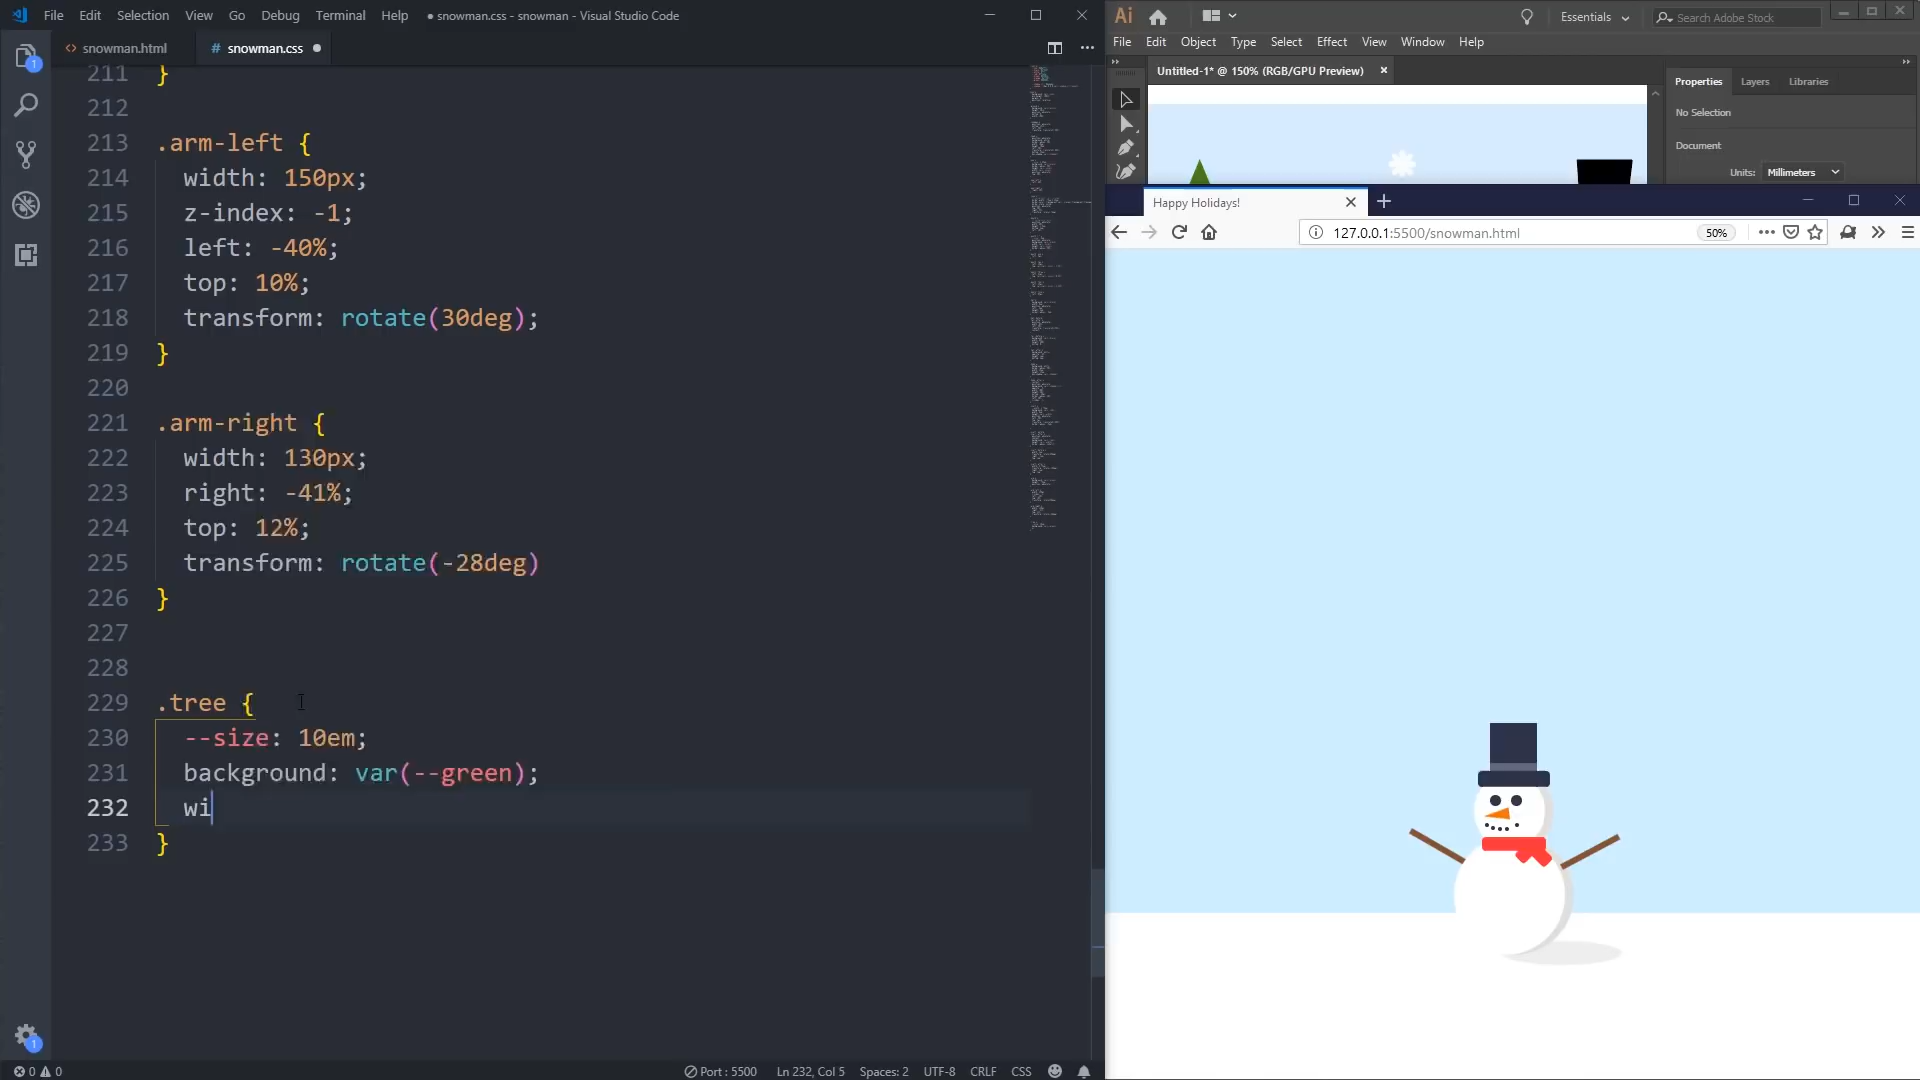 File Edit Selection View Go Debug Terminal Help ● snowman.css - snowman - Visual Studio Code
<> snowman.html # snowman.css ●
211 }
212
213 .arm-left {
214 width: 150px;
215 z-index: -1;
216 left: -40%;
217 top: 10%;
218 transform: rotate(30deg);
219 }
220
221 .arm-right {
222 width: 130px;
223 right: -41%;
224 top: 12%;
225 transform: rotate(-28deg)
226 }
227
228
229 .tree {
230 --size: 10em;
231 background: var(--green);
232 wi
233 }
1
1
0 0 Port : 5500 Ln 232, Col 5 Spaces: 2 UTF-8 CRLF CSS
Ai Essentials Search Adobe Stock
File Edit Object Type Select Effect View Window Help
Untitled-1* @ 150% (RGB/GPU Preview) ×
Properties Layers Libraries
No Selection
Document
Units: Millimeters
Happy Holidays!
127.0.0.1:5500/snowman.html 50%